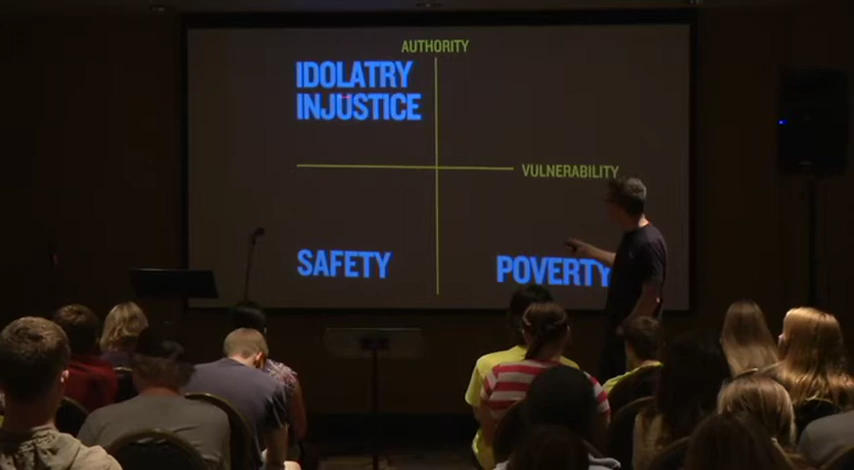 AUTHORITY
IDOLATRY
INJUSTICE
VULNERABILITY
SAFETY
POVERTY